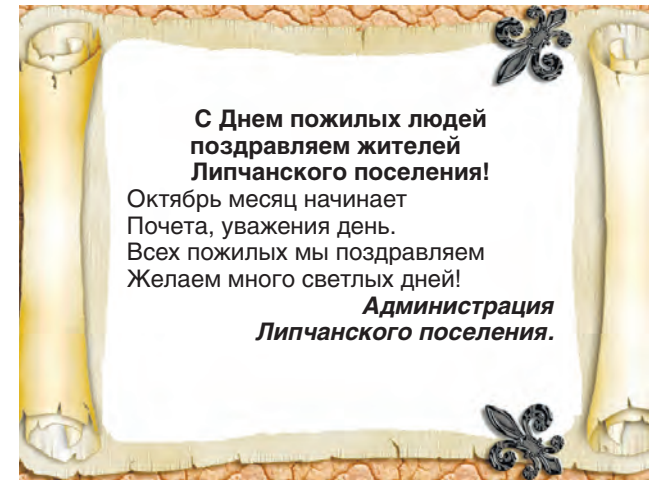 С Днем пожилых людей
поздравляем жителей
Липчанского поселения!
Октябрь месяц начинает
Почета, уважения день.
Всех пожилых мы поздравляем
Желаем много светлых дней!
Администрация
Липчанского поселения.